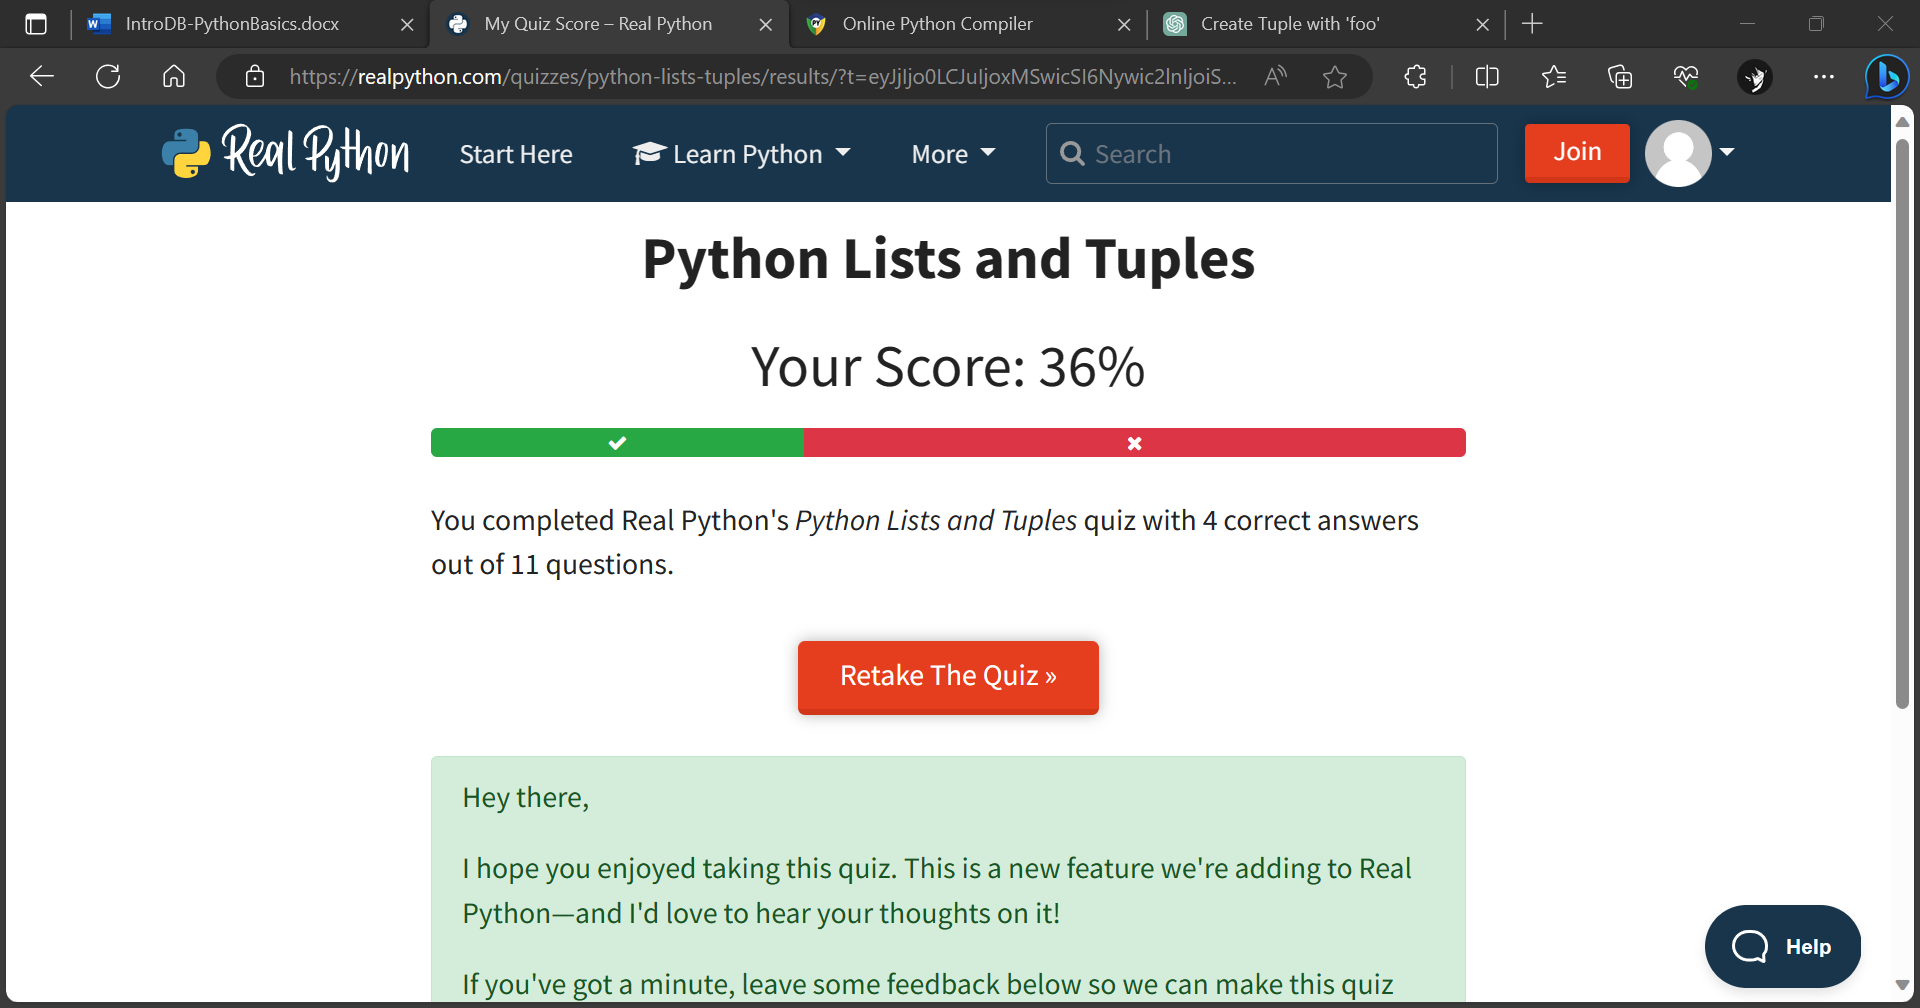 IntroDB-PythonBasics.docx
My Quiz Score – Real Python
Online Python Compiler
Create Tuple with 'foo'
https://realpython.com/quizzes/python-lists-tuples/results/?t=eyJjIjo0LCJuIjoxMSwicSI6Nywic2lnIjoiS...
Real Python
Start Here
Learn Python
More
Search
Join
Python Lists and Tuples
Your Score: 36%
You completed Real Python's Python Lists and Tuples quiz with 4 correct answers
out of 11 questions.
Retake The Quiz »
Hey there,
I hope you enjoyed taking this quiz. This is a new feature we're adding to Real
Python—and I'd love to hear your thoughts on it!
If you've got a minute, leave some feedback below so we can make this quiz
Help